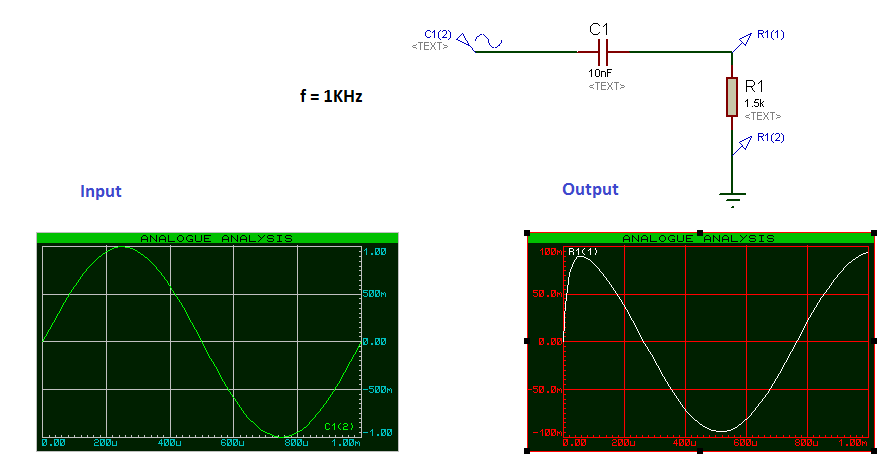 C1(2)
<TEXT>
C1
10nF
<TEXT>
R1(1)
R1
1.5k
<TEXT>
R1(2)
f = 1KHz
Input
Output
ANALOGUE ANALYSIS
1.00
500m
0.00
-500m
-1.00
C1(2)
0.00 200u 400u 600u 800u 1.00m
ANALOGUE ANALYSIS
R1(1)
100m
50.0m
0.00
-50.0m
-100m
0.00 200u 400u 600u 800u 1.00m